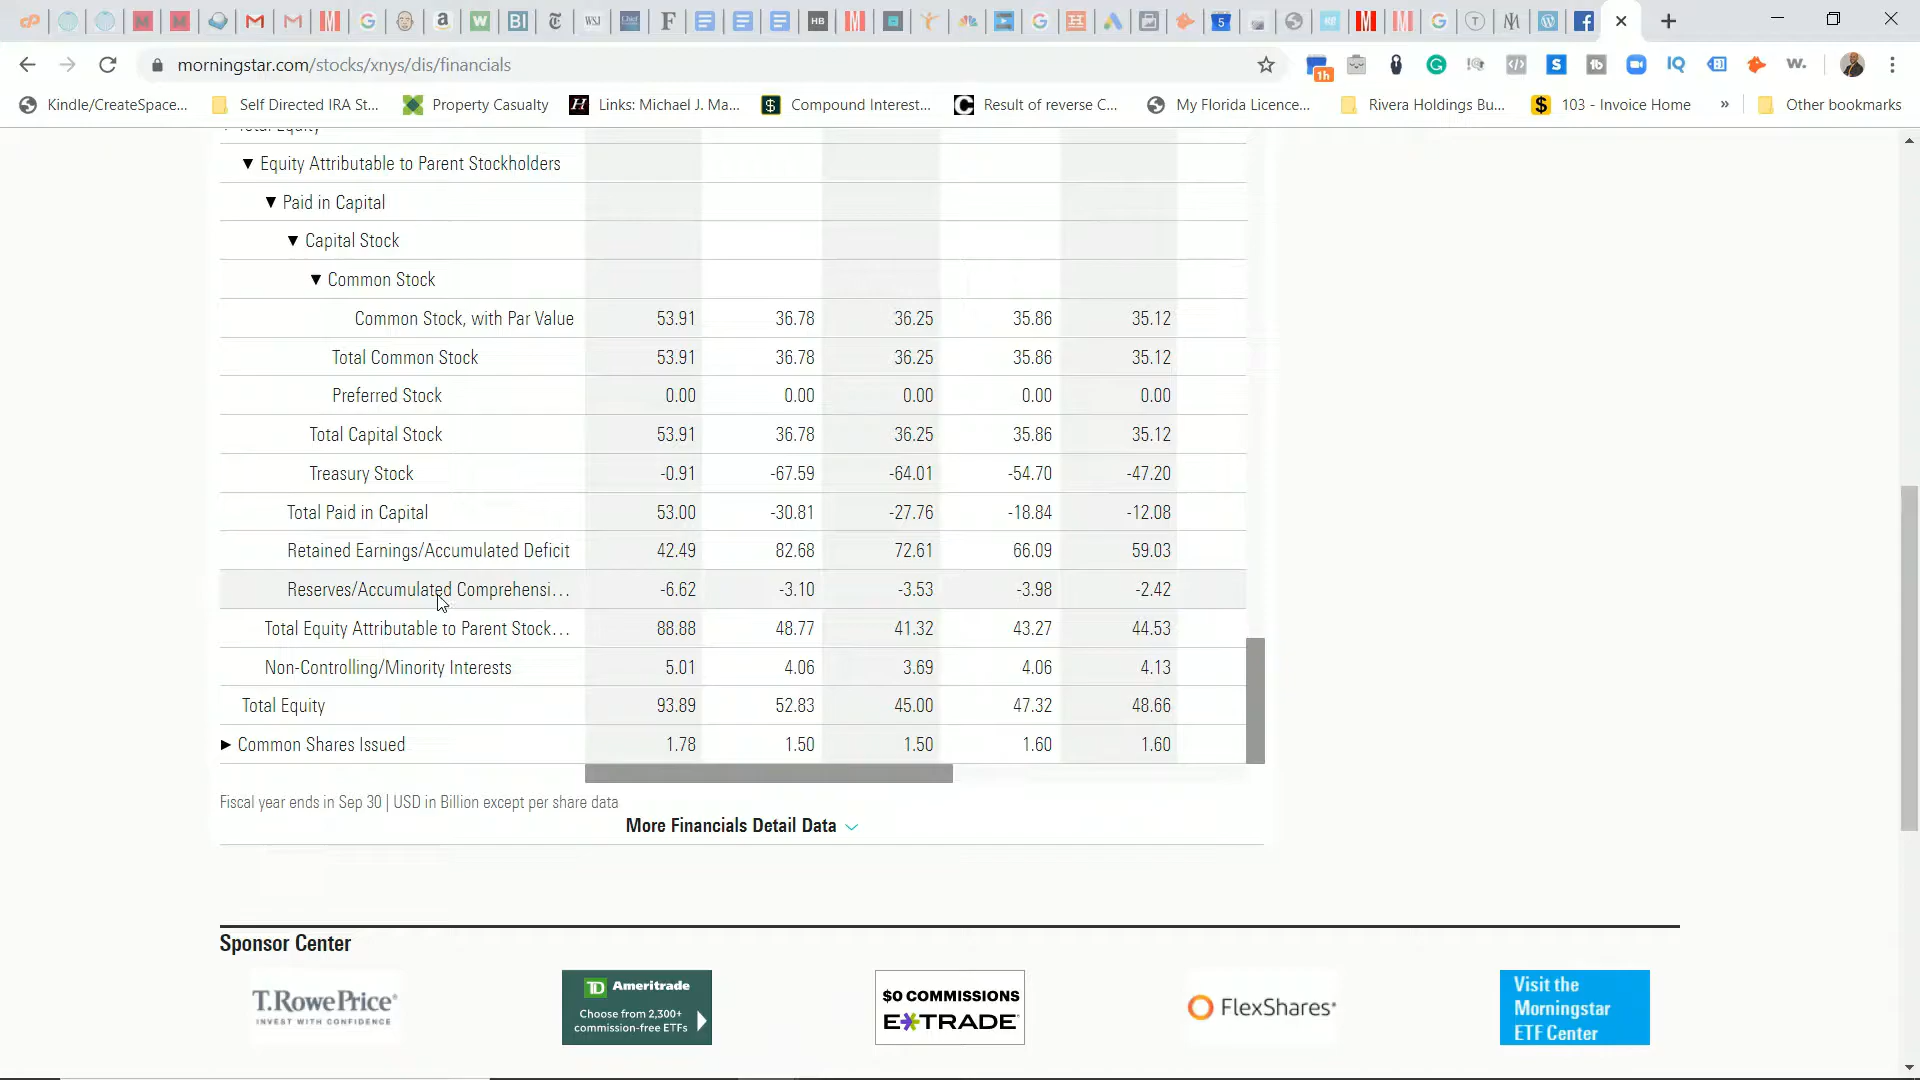 morningstar.com/stocks/xnys/dis/financials
1h
Kindle/CreateSpace...
Self Directed IRA St...
Property Casualty
Links: Michael J. Ma...
Compound Interest...
Result of reverse C...
My Florida Licence...
Rivera Holdings Bu...
103 - Invoice Home
»
Other bookmarks
Total Equity
▼ Equity Attributable to Parent Stockholders
▼ Paid in Capital
▼ Capital Stock
▼ Common Stock
Common Stock, with Par Value 53.91 36.78 36.25 35.86 35.12
Total Common Stock 53.91 36.78 36.25 35.86 35.12
Preferred Stock 0.00 0.00 0.00 0.00 0.00
Total Capital Stock 53.91 36.78 36.25 35.86 35.12
Treasury Stock -0.91 -67.59 -64.01 -54.70 -47.20
Total Paid in Capital 53.00 -30.81 -27.76 -18.84 -12.08
Retained Earnings/Accumulated Deficit 42.49 82.68 72.61 66.09 59.03
Reserves/Accumulated Comprehensi... -6.62 -3.10 -3.53 -3.98 -2.42
Total Equity Attributable to Parent Stock... 88.88 48.77 41.32 43.27 44.53
Non-Controlling/Minority Interests 5.01 4.06 3.69 4.06 4.13
Total Equity 93.89 52.83 45.00 47.32 48.66
▶ Common Shares Issued 1.78 1.50 1.50 1.60 1.60
Fiscal year ends in Sep 30 | USD in Billion except per share data
More Financials Detail Data
Sponsor Center
T.RowePrice
INVEST WITH CONFIDENCE
TD Ameritrade
Choose from 2,300+
commission-free ETFs
$0 COMMISSIONS
E*TRADE
FlexShares
Visit the
Morningstar
ETF Center